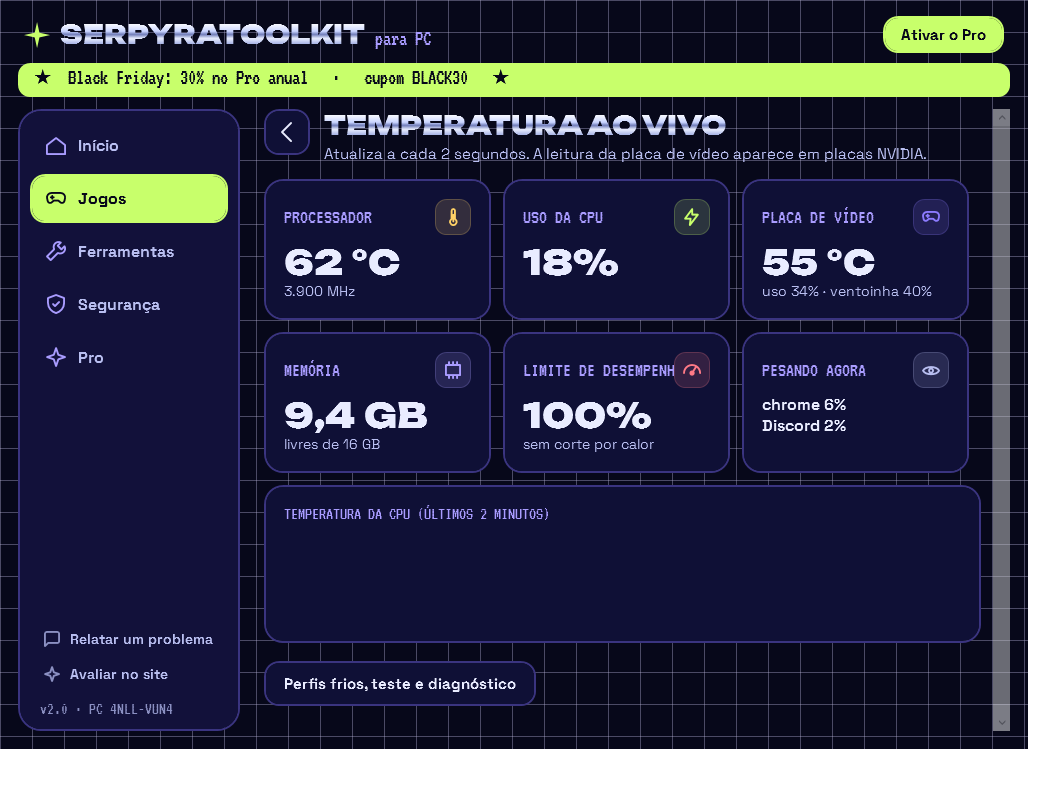 SERPYRATOOLKIT para PC
Ativar o Pro
★ Black Friday: 30% no Pro anual · cupom BLACK30 ★
Início
Jogos
Ferramentas
Segurança
Pro
Relatar um problema
Avaliar no site
v2.0 · PC 4NLL-VUN4
TEMPERATURA AO VIVO
Atualiza a cada 2 segundos. A leitura da placa de vídeo aparece em placas NVIDIA.
PROCESSADOR
62 °C
3.900 MHz
USO DA CPU
18%
PLACA DE VÍDEO
55 °C
uso 34% · ventoinha 40%
MEMÓRIA
9,4 GB
livres de 16 GB
LIMITE DE DESEMPENH
100%
sem corte por calor
PESANDO AGORA
chrome 6%
Discord 2%
TEMPERATURA DA CPU (ÚLTIMOS 2 MINUTOS)
Perfis frios, teste e diagnóstico